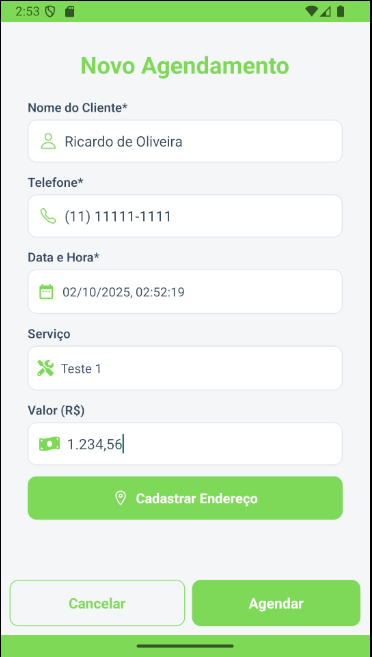 2:53
Novo Agendamento
Nome do Cliente*
Ricardo de Oliveira
Telefone*
(11) 11111-1111
Data e Hora*
02/10/2025, 02:52:19
Serviço
Teste 1
Valor (R$)
1.234,56
Cadastrar Endereço
Cancelar Agendar